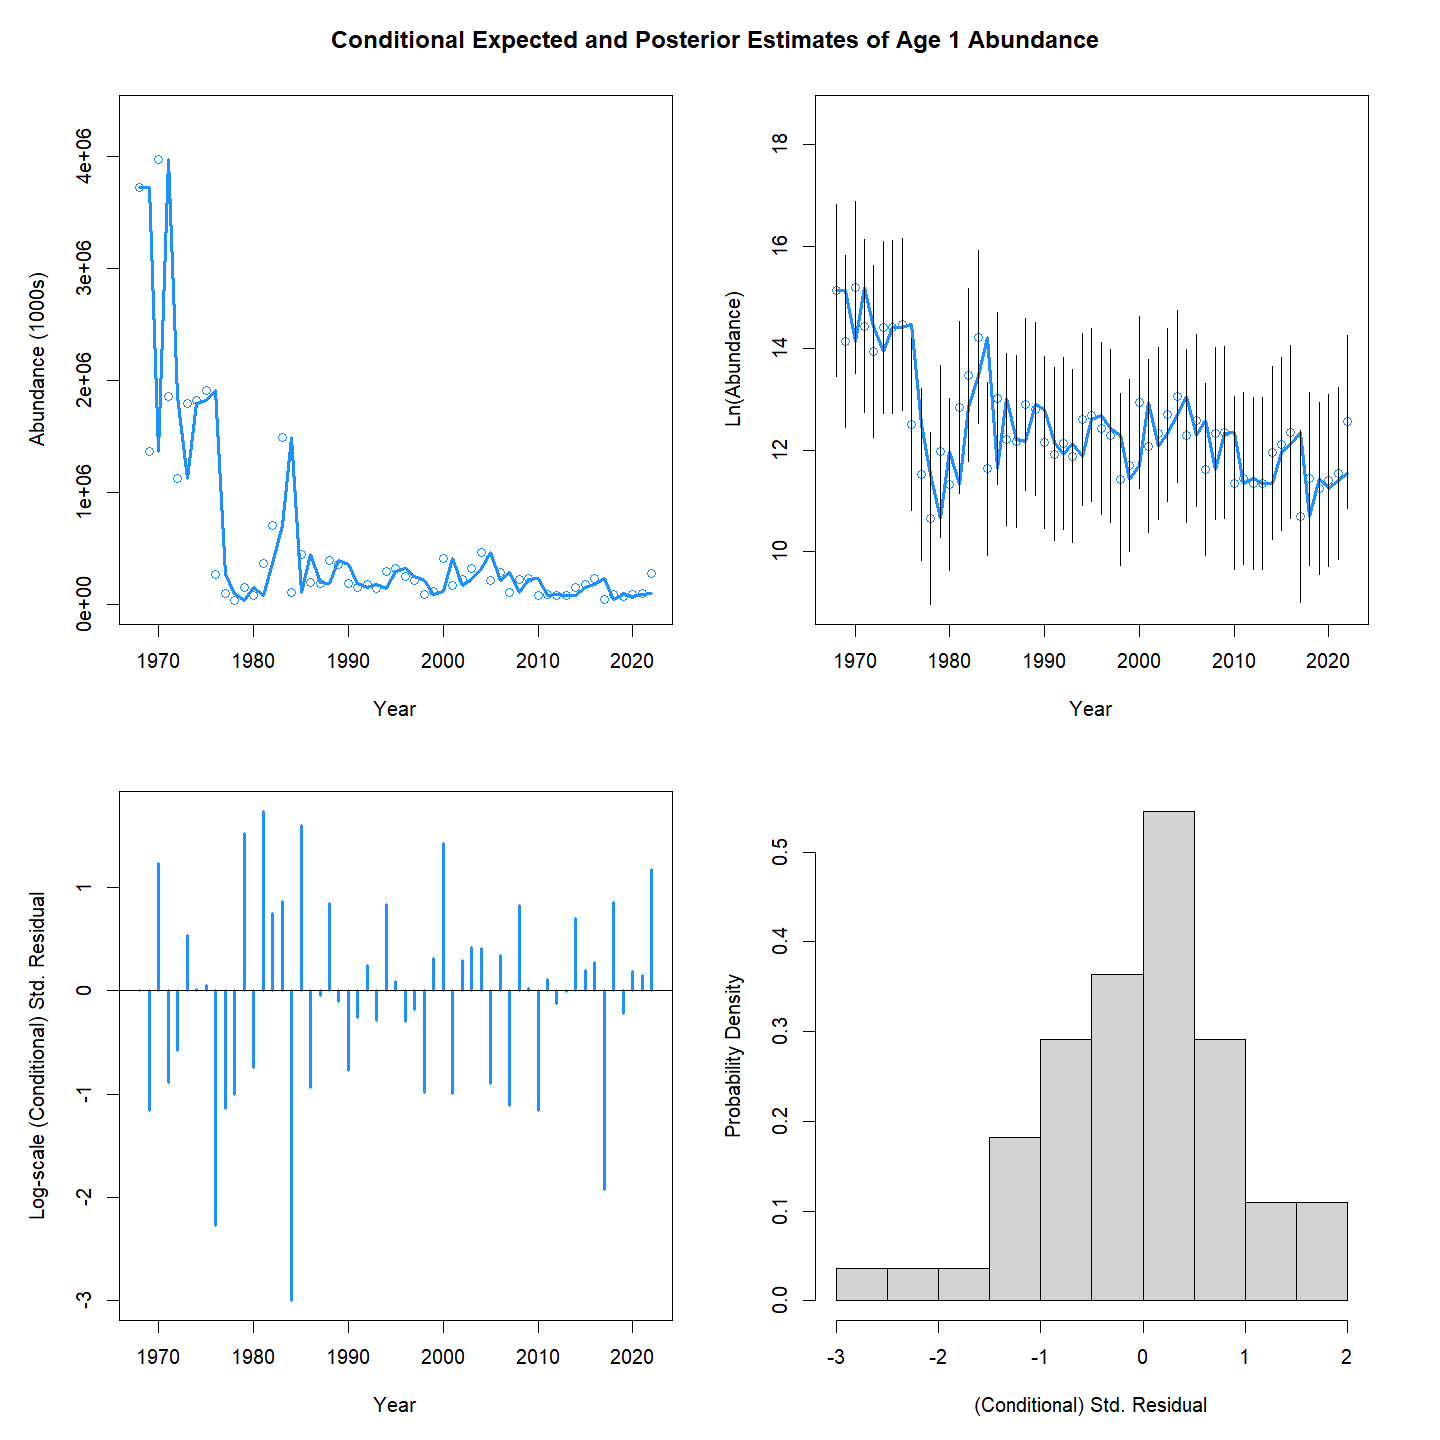 Conditional Expected and Posterior Estimates of Age 1 Abundance
Abundance (1000s)
4e+06
3e+06
2e+06
1e+06
0e+00
1970 1980 1990 2000 2010 2020
Year
Ln(Abundance)
18
16
14
12
10
1970 1980 1990 2000 2010 2020
Year
Log-scale (Conditional) Std. Residual
1
0
-1
-2
-3
1970 1980 1990 2000 2010 2020
Year
Probability Density
0.5
0.4
0.3
0.2
0.1
0.0
-3 -2 -1 0 1 2
(Conditional) Std. Residual